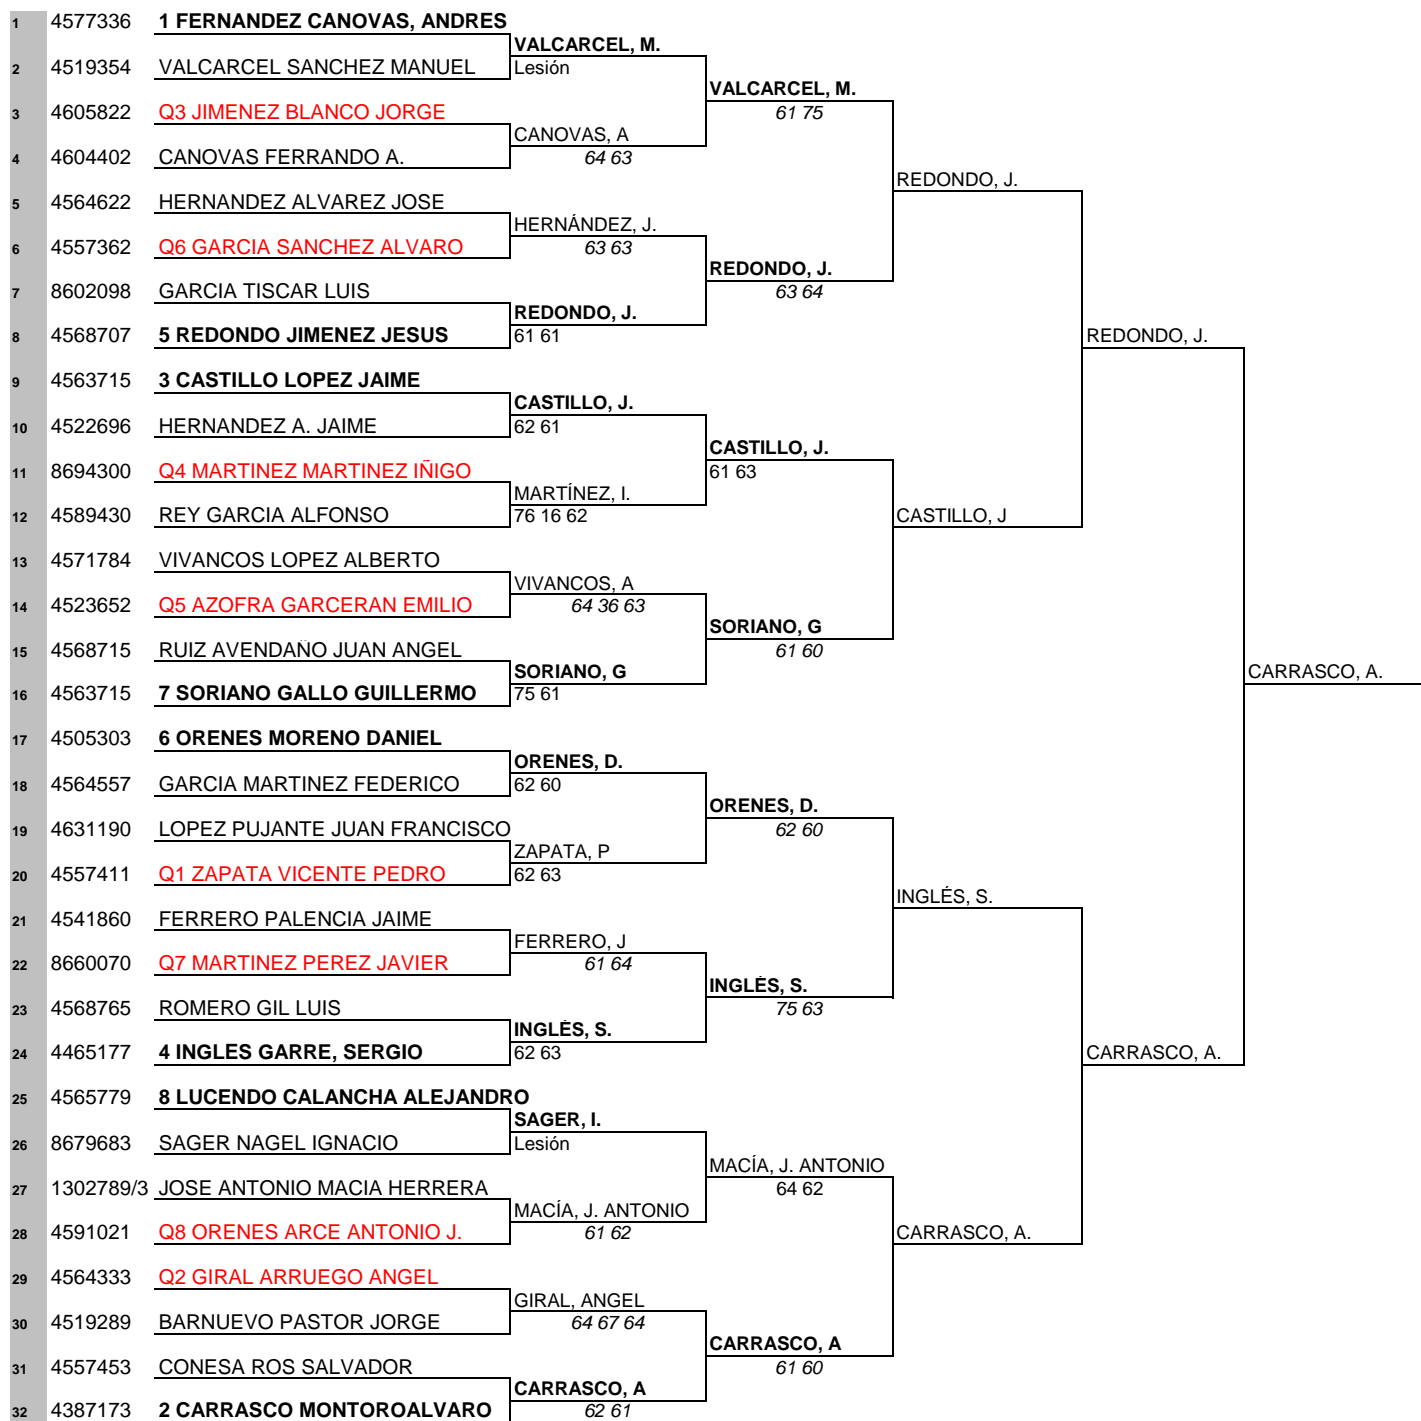 1 4577336 1 FERNANDEZ CANOVAS, ANDRES
VALCARCEL, M.
2 4519354 VALCARCEL SANCHEZ MANUEL Lesión
VALCARCEL, M.
3 4605822 Q3 JIMENEZ BLANCO JORGE 61 75
CANOVAS, A
4 4604402 CANOVAS FERRANDO A. 64 63
REDONDO, J.
5 4564622 HERNANDEZ ALVAREZ JOSE
HERNÁNDEZ, J.
6 4557362 Q6 GARCIA SANCHEZ ALVARO 63 63
REDONDO, J.
7 8602098 GARCIA TISCAR LUIS 63 64
REDONDO, J.
8 4568707 5 REDONDO JIMENEZ JESUS 61 61 REDONDO, J.
9 4563715 3 CASTILLO LOPEZ JAIME
CASTILLO, J.
10 4522696 HERNANDEZ A. JAIME 62 61
CASTILLO, J.
11 8694300 Q4 MARTINEZ MARTINEZ IÑIGO 61 63
MARTÍNEZ, I.
12 4589430 REY GARCIA ALFONSO 76 16 62 CASTILLO, J
13 4571784 VIVANCOS LOPEZ ALBERTO
VIVANCOS, A
14 4523652 Q5 AZOFRA GARCERAN EMILIO 64 36 63
SORIANO, G
15 4568715 RUIZ AVENDAÑO JUAN ANGEL 61 60
SORIANO, G CARRASCO, A.
16 4563715 7 SORIANO GALLO GUILLERMO 75 61
17 4505303 6 ORENES MORENO DANIEL
ORENES, D.
18 4564557 GARCIA MARTINEZ FEDERICO 62 60
ORENES, D.
19 4631190 LOPEZ PUJANTE JUAN FRANCISCO 62 60
ZAPATA, P
20 4557411 Q1 ZAPATA VICENTE PEDRO 62 63
INGLÉS, S.
21 4541860 FERRERO PALENCIA JAIME
FERRERO, J
22 8660070 Q7 MARTINEZ PEREZ JAVIER 61 64
INGLÉS, S.
23 4568765 ROMERO GIL LUIS 75 63
INGLÉS, S.
24 4465177 4 INGLES GARRE, SERGIO 62 63 CARRASCO, A.
25 4565779 8 LUCENDO CALANCHA ALEJANDRO
SAGER, I.
26 8679683 SAGER NAGEL IGNACIO Lesión
MACÍA, J. ANTONIO
27 1302789/3 JOSE ANTONIO MACIA HERRERA 64 62
MACÍA, J. ANTONIO
28 4591021 Q8 ORENES ARCE ANTONIO J. 61 62 CARRASCO, A.
29 4564333 Q2 GIRAL ARRUEGO ANGEL
GIRAL, ANGEL
30 4519289 BARNUEVO PASTOR JORGE 64 67 64
CARRASCO, A
31 4557453 CONESA ROS SALVADOR 61 60
CARRASCO, A
32 4387173 2 CARRASCO MONTOROALVARO 62 61